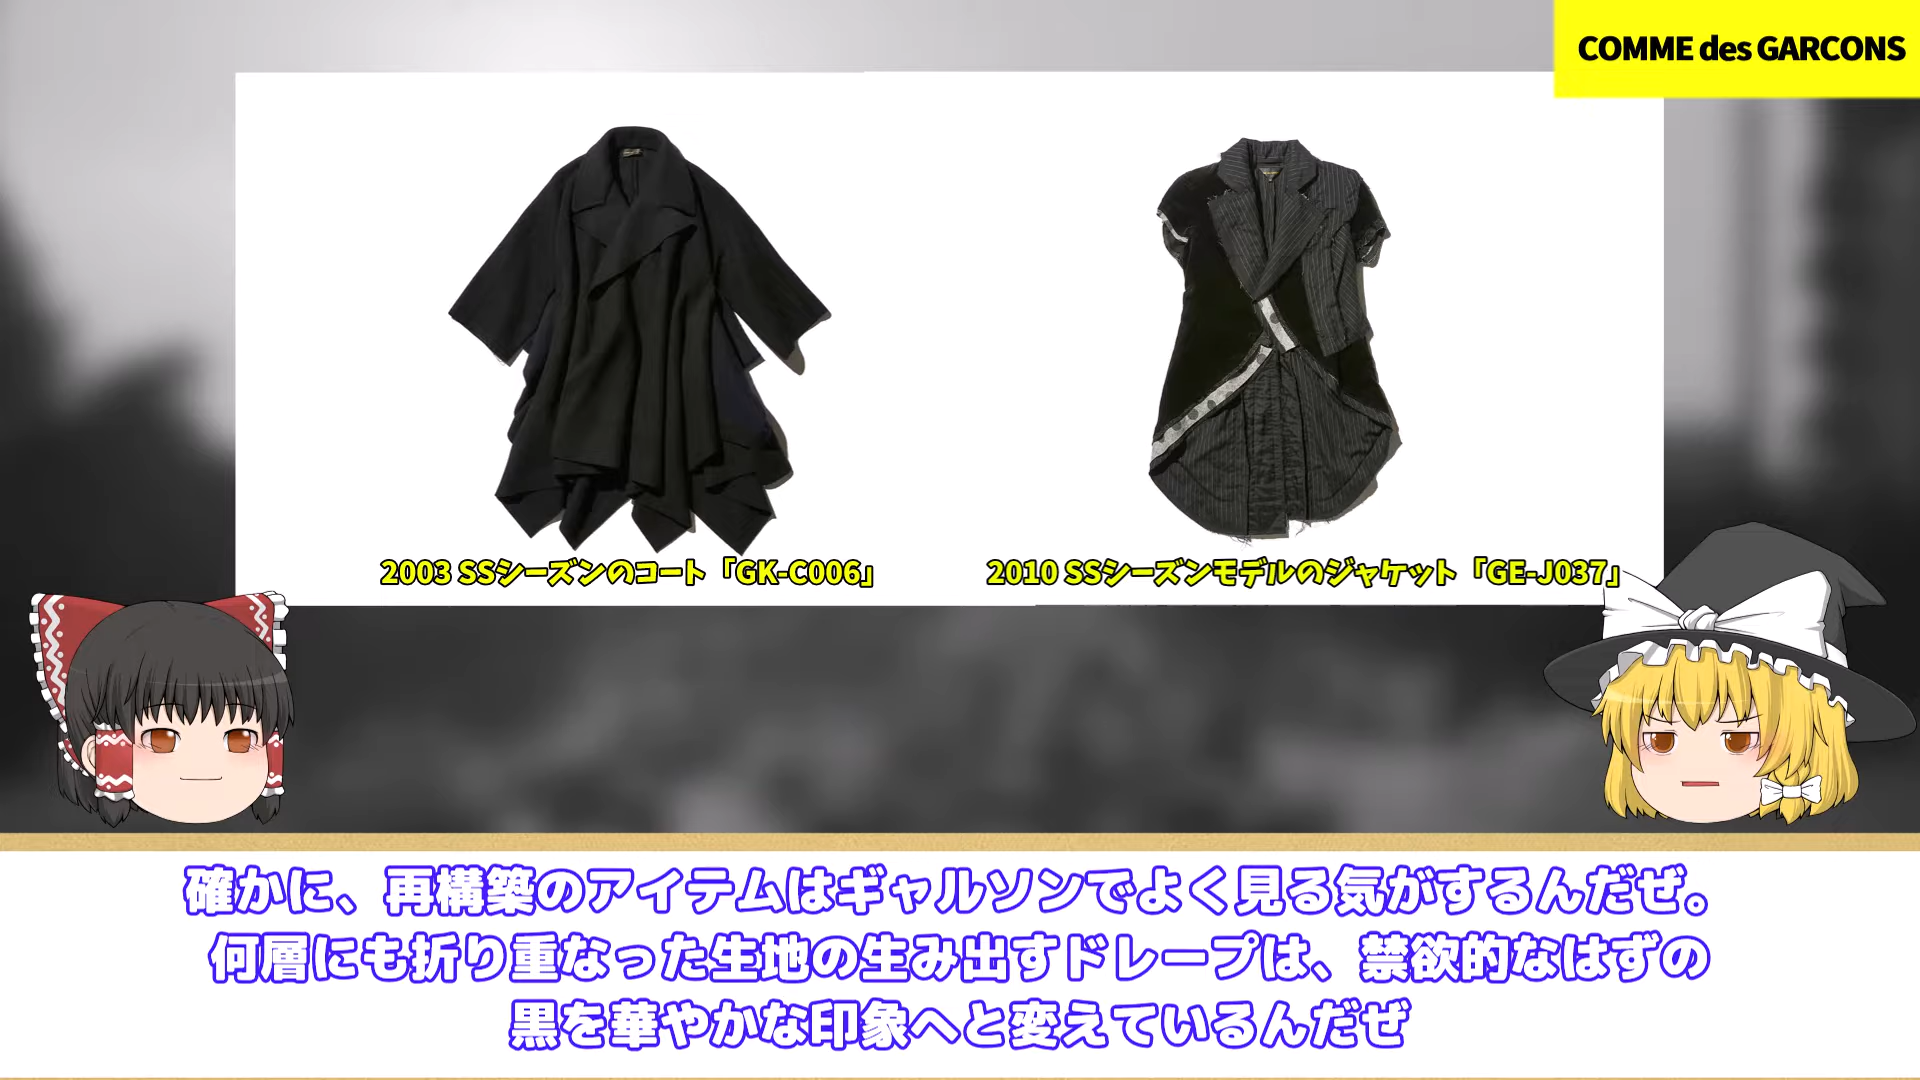 COMME des GARCONS
2003 SSシーズンのコート「GK-C006」
2010 SSシーズンモデルのジャケット「GE-J037」
確かに、再構築のアイテムはギャルソンでよく見る気がするんだぜ。
何層にも折り重なった生地の生み出すドレープは、禁欲的なはずの
黒を華やかな印象へと変えているんだぜ